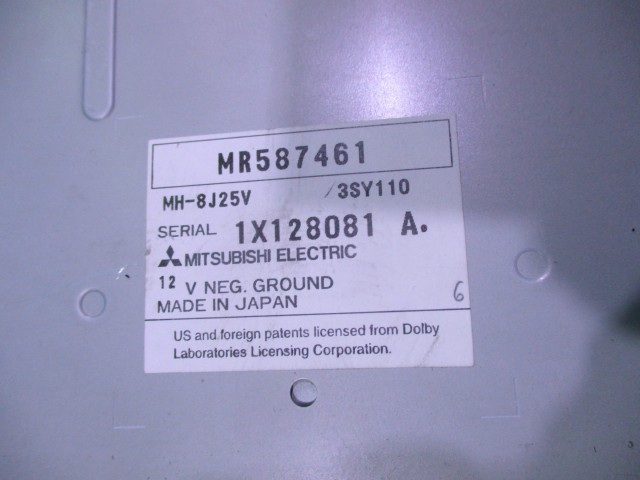 MR587461
MH-8J25V /3SY110
SERIAL 1X128081 A.
MITSUBISHI ELECTRIC
12 V NEG. GROUND
MADE IN JAPAN 6
US and foreign patents licensed from Dolby
Laboratories Licensing Corporation.